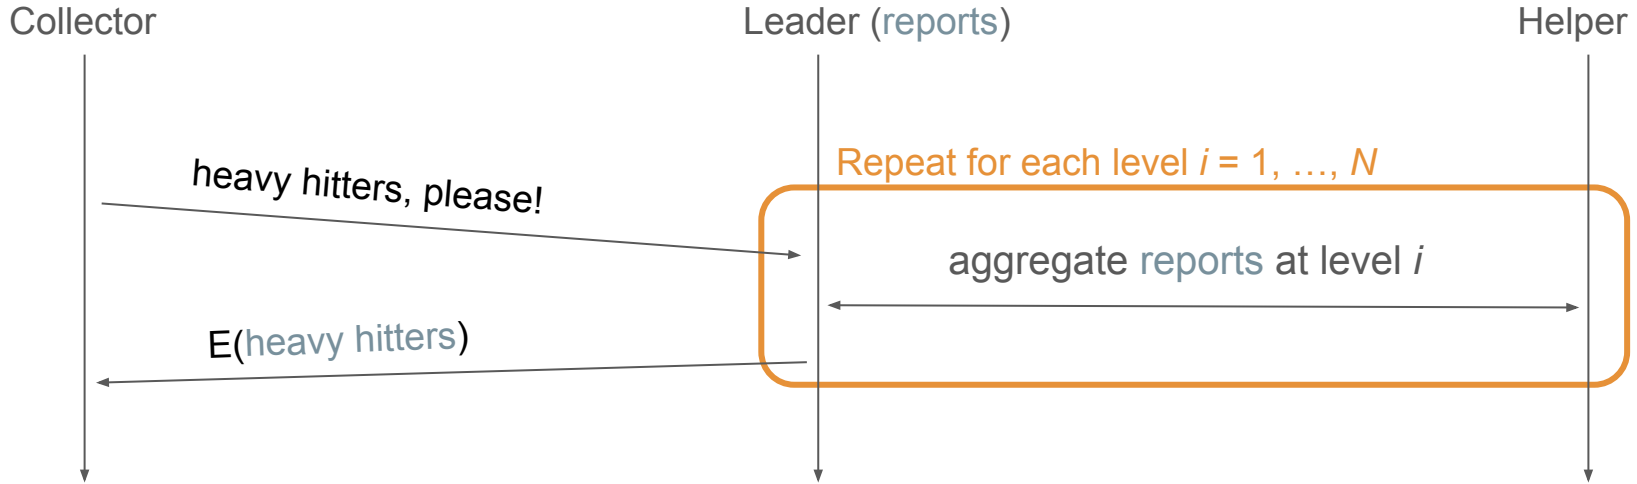 Collector
Leader (reports)
Helper
Repeat for each level i = 1, …, N
heavy hitters, please!
aggregate reports at level i
E(heavy hitters)